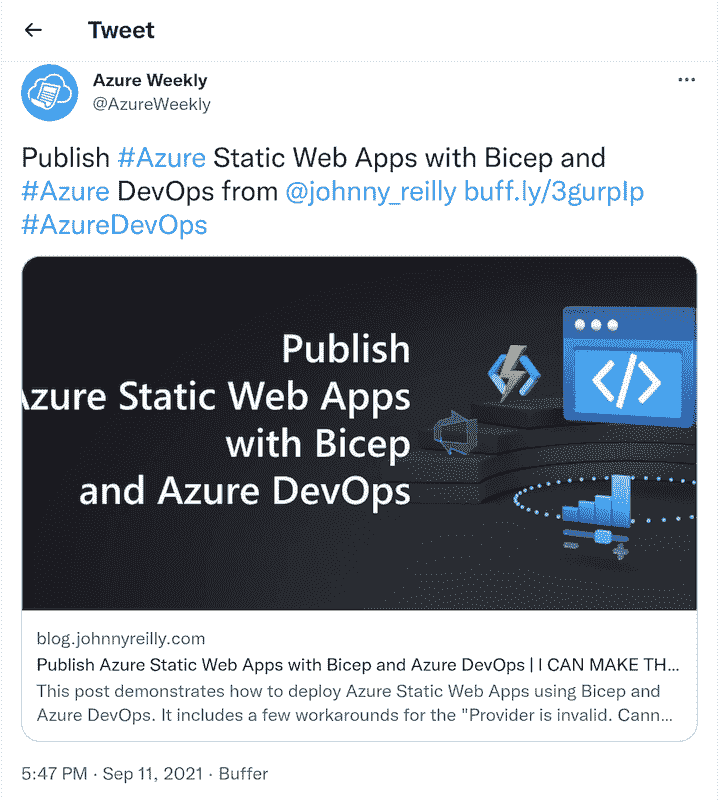 ← Tweet
Azure Weekly
@AzureWeekly
Publish #Azure Static Web Apps with Bicep and
#Azure DevOps from @johnny_reilly buff.ly/3gurpIp
#AzureDevOps
Publish
Azure Static Web Apps
with Bicep
and Azure DevOps
blog.johnnyreilly.com
Publish Azure Static Web Apps with Bicep and Azure DevOps | I CAN MAKE TH...
This post demonstrates how to deploy Azure Static Web Apps using Bicep and
Azure DevOps. It includes a few workarounds for the "Provider is invalid. Cann...
5:47 PM · Sep 11, 2021 · Buffer